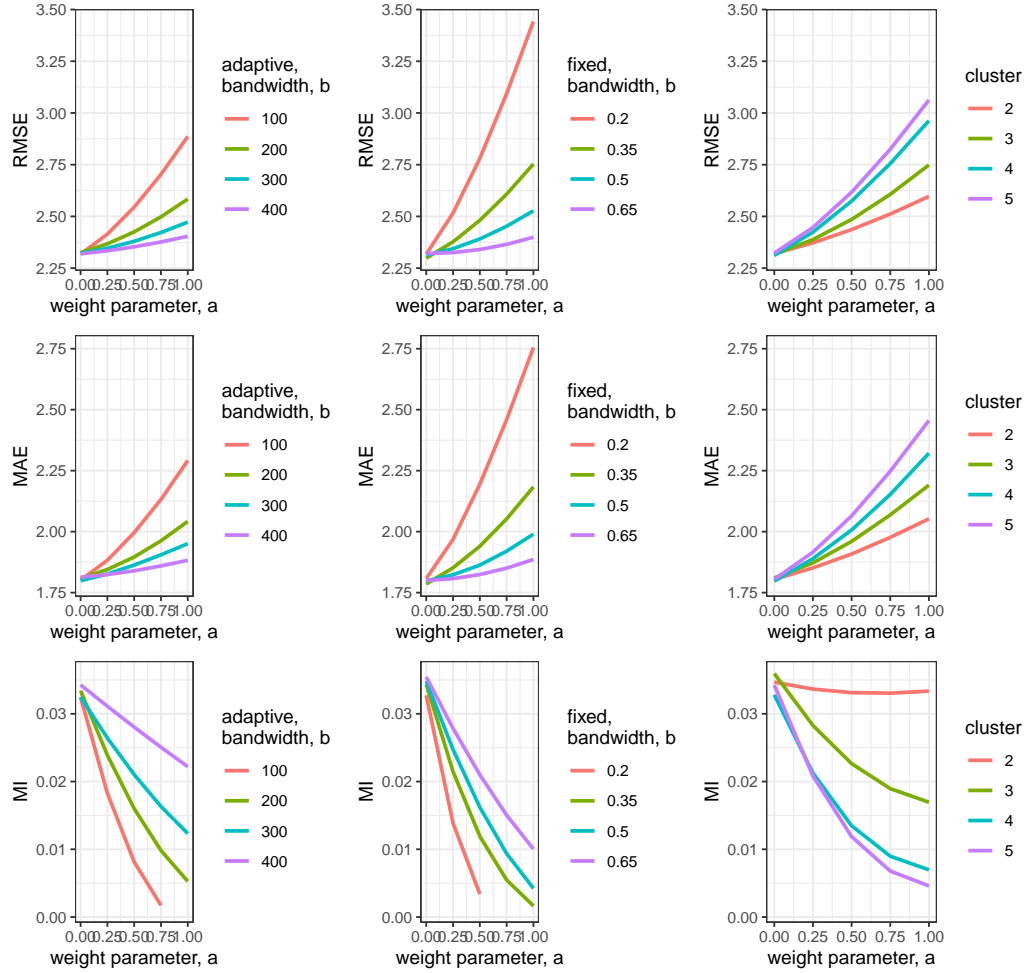 3.50
3.25
3.00
2.75
2.50
2.25
RMSE
0.00 0.25 0.50 0.75 1.00
weight parameter, a
adaptive,
bandwidth, b
100
200
300
400
3.50
3.25
3.00
2.75
2.50
2.25
RMSE
0.00 0.25 0.50 0.75 1.00
weight parameter, a
fixed,
bandwidth, b
0.2
0.35
0.5
0.65
3.50
3.25
3.00
2.75
2.50
2.25
RMSE
0.00 0.25 0.50 0.75 1.00
weight parameter, a
cluster
2
3
4
5
2.75
2.50
2.25
2.00
1.75
MAE
0.00 0.25 0.50 0.75 1.00
weight parameter, a
adaptive,
bandwidth, b
100
200
300
400
2.75
2.50
2.25
2.00
1.75
MAE
0.00 0.25 0.50 0.75 1.00
weight parameter, a
fixed,
bandwidth, b
0.2
0.35
0.5
0.65
2.75
2.50
2.25
2.00
1.75
MAE
0.00 0.25 0.50 0.75 1.00
weight parameter, a
cluster
2
3
4
5
0.03
0.02
0.01
0.00
MI
0.00 0.25 0.50 0.75 1.00
weight parameter, a
adaptive,
bandwidth, b
100
200
300
400
0.03
0.02
0.01
0.00
MI
0.00 0.25 0.50 0.75 1.00
weight parameter, a
fixed,
bandwidth, b
0.2
0.35
0.5
0.65
0.03
0.02
0.01
0.00
MI
0.00 0.25 0.50 0.75 1.00
weight parameter, a
cluster
2
3
4
5